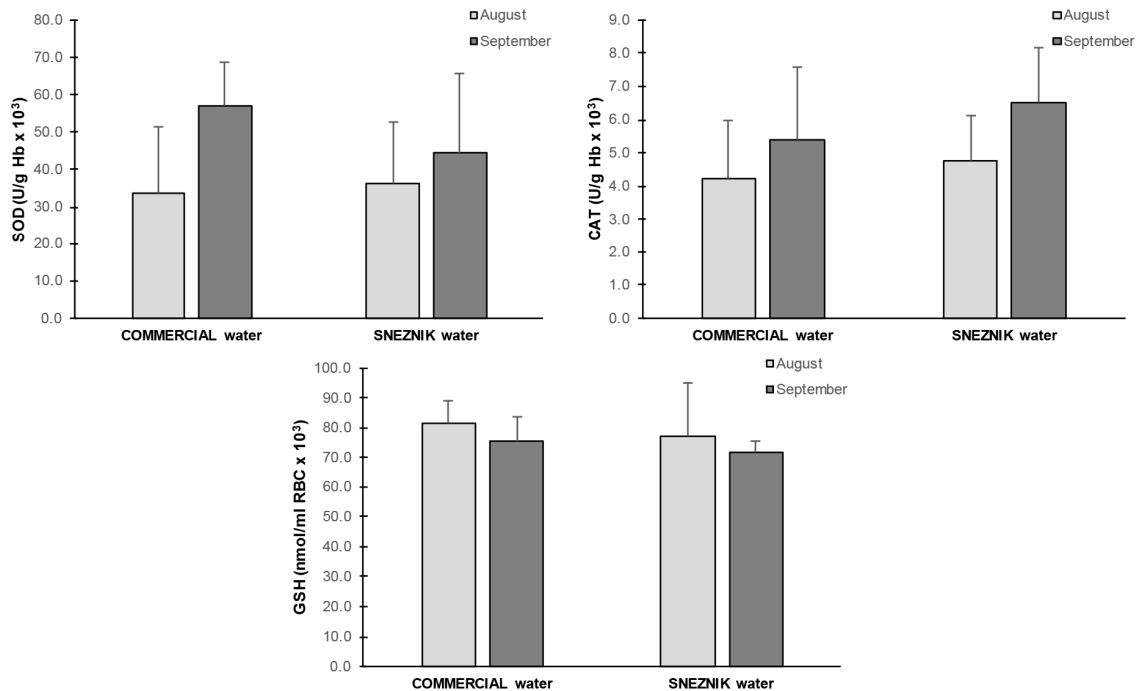 August
September
SOD (U/g Hb x 10³)
80.0
70.0
60.0
50.0
40.0
30.0
20.0
10.0
0.0
COMMERCIAL water
SNEZNIK water
August
September
CAT (U/g Hb x 10³)
9.0
8.0
7.0
6.0
5.0
4.0
3.0
2.0
1.0
0.0
COMMERCIAL water
SNEZNIK water
August
September
GSH (nmol/ml RBC x 10³)
100.0
90.0
80.0
70.0
60.0
50.0
40.0
30.0
20.0
10.0
0.0
COMMERCIAL water
SNEZNIK water